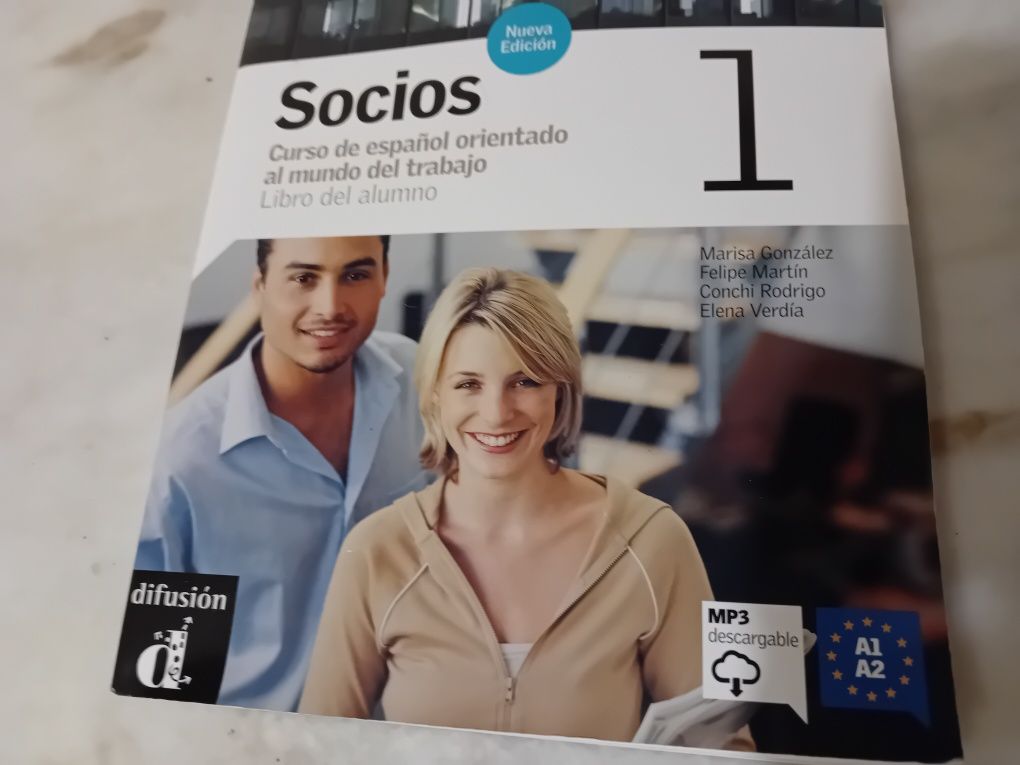 Nueva
Edición
Socios
1
Curso de español orientado
al mundo del trabajo
Libro del alumno
Marisa González
Felipe Martín
Conchi Rodrigo
Elena Verdía
difusión
d
MP3
descargable
A1
A2